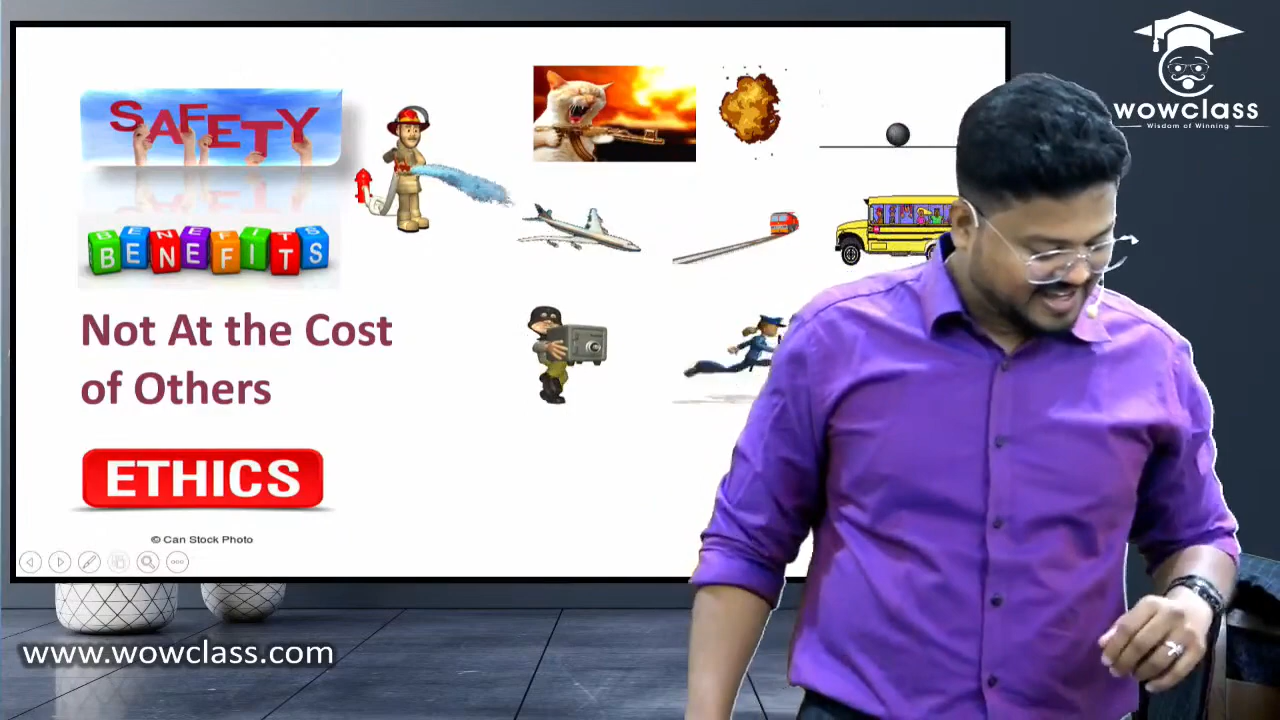 SAFETY
BENEFITS
BENEFITS
Not At the Cost
of Others
ETHICS
© Can Stock Photo
wowclass
Wisdom of Winning
www.wowclass.com